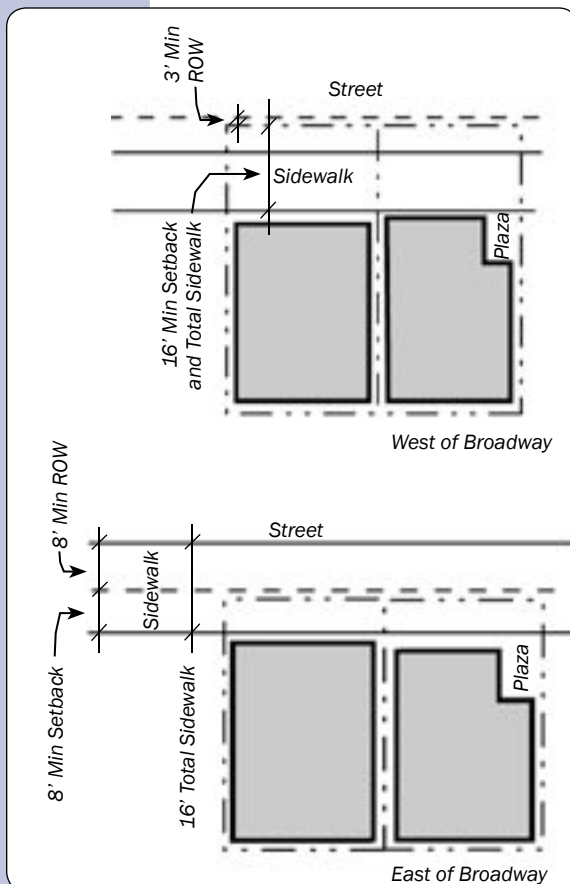 3' Min
ROW
Street
Sidewalk
16' Min Setback
and Total Sidewalk
Plaza
West of Broadway
8' Min ROW
Street
Sidewalk
8' Min Setback
16' Total Sidewalk
Plaza
East of Broadway